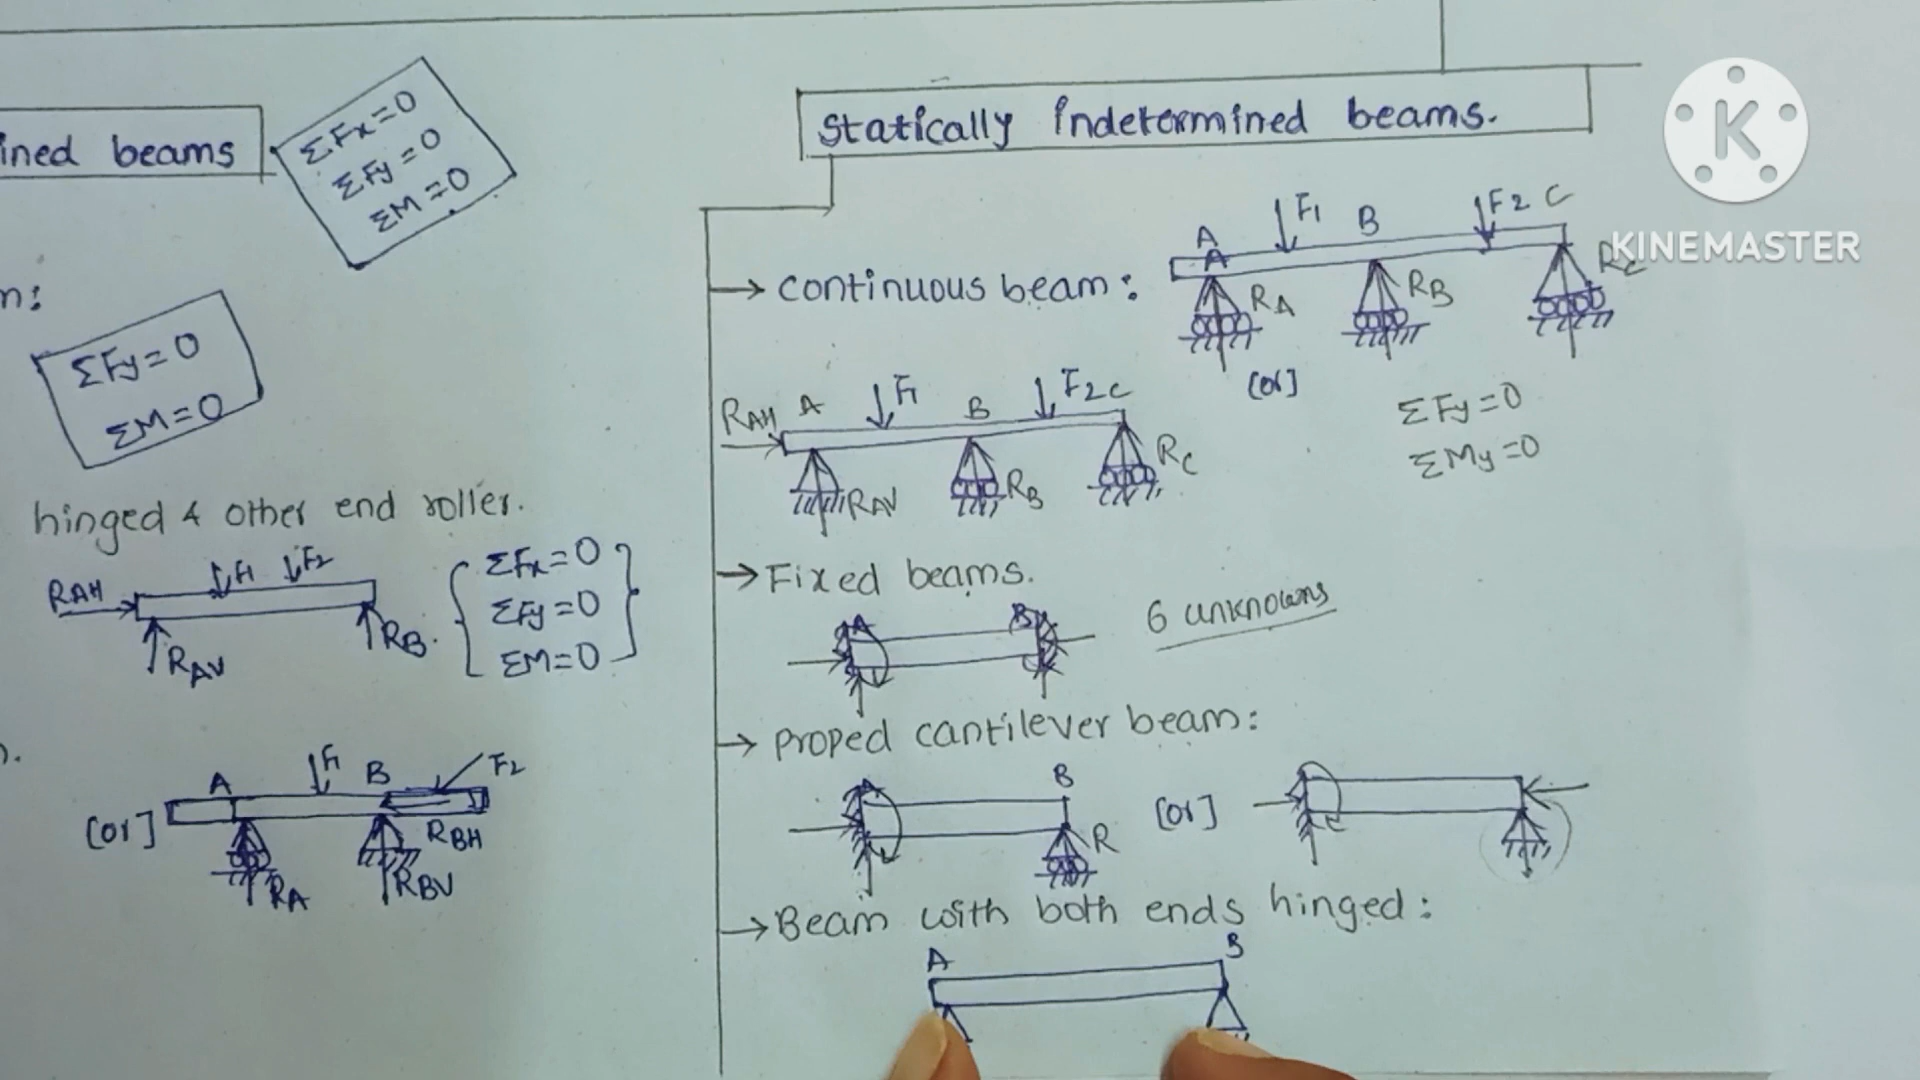 ined beams
ΣFx=0
ΣFy=0
ΣM=0
n:
ΣFy=0
ΣM=0
hinged & other end roller.
RAH
F1
F2
RAV
RB.
ΣFx=0
ΣFy=0
ΣM=0
[or]
A
F1
B
F2
RBH
RA
RBV
Statically indetermined beams.
→ continuous beam:
A
A
F1
B
F2
C
RA
RB
RC
[or]
RAH
A
F1
B
F2
C
RAV
RB
RC
ΣFy=0
ΣMy=0
→ Fixed beams.
A
B
6 unknowns
→ Proped cantilever beam:
A
B
R
[or]
→ Beam with both ends hinged:
A
B
K
KINEMASTER